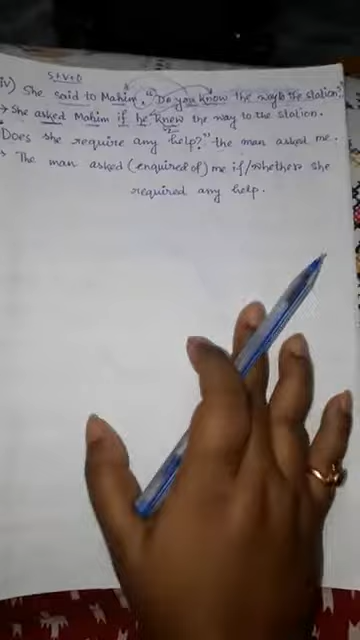 S+V+O
iv) She said to Mahim, "Do you know the way to the station?"
→ She asked Mahim if he knew the way to the station.
Does she require any help?" the man asked me.
The man asked (enquired of) me if/whether she
required any help.